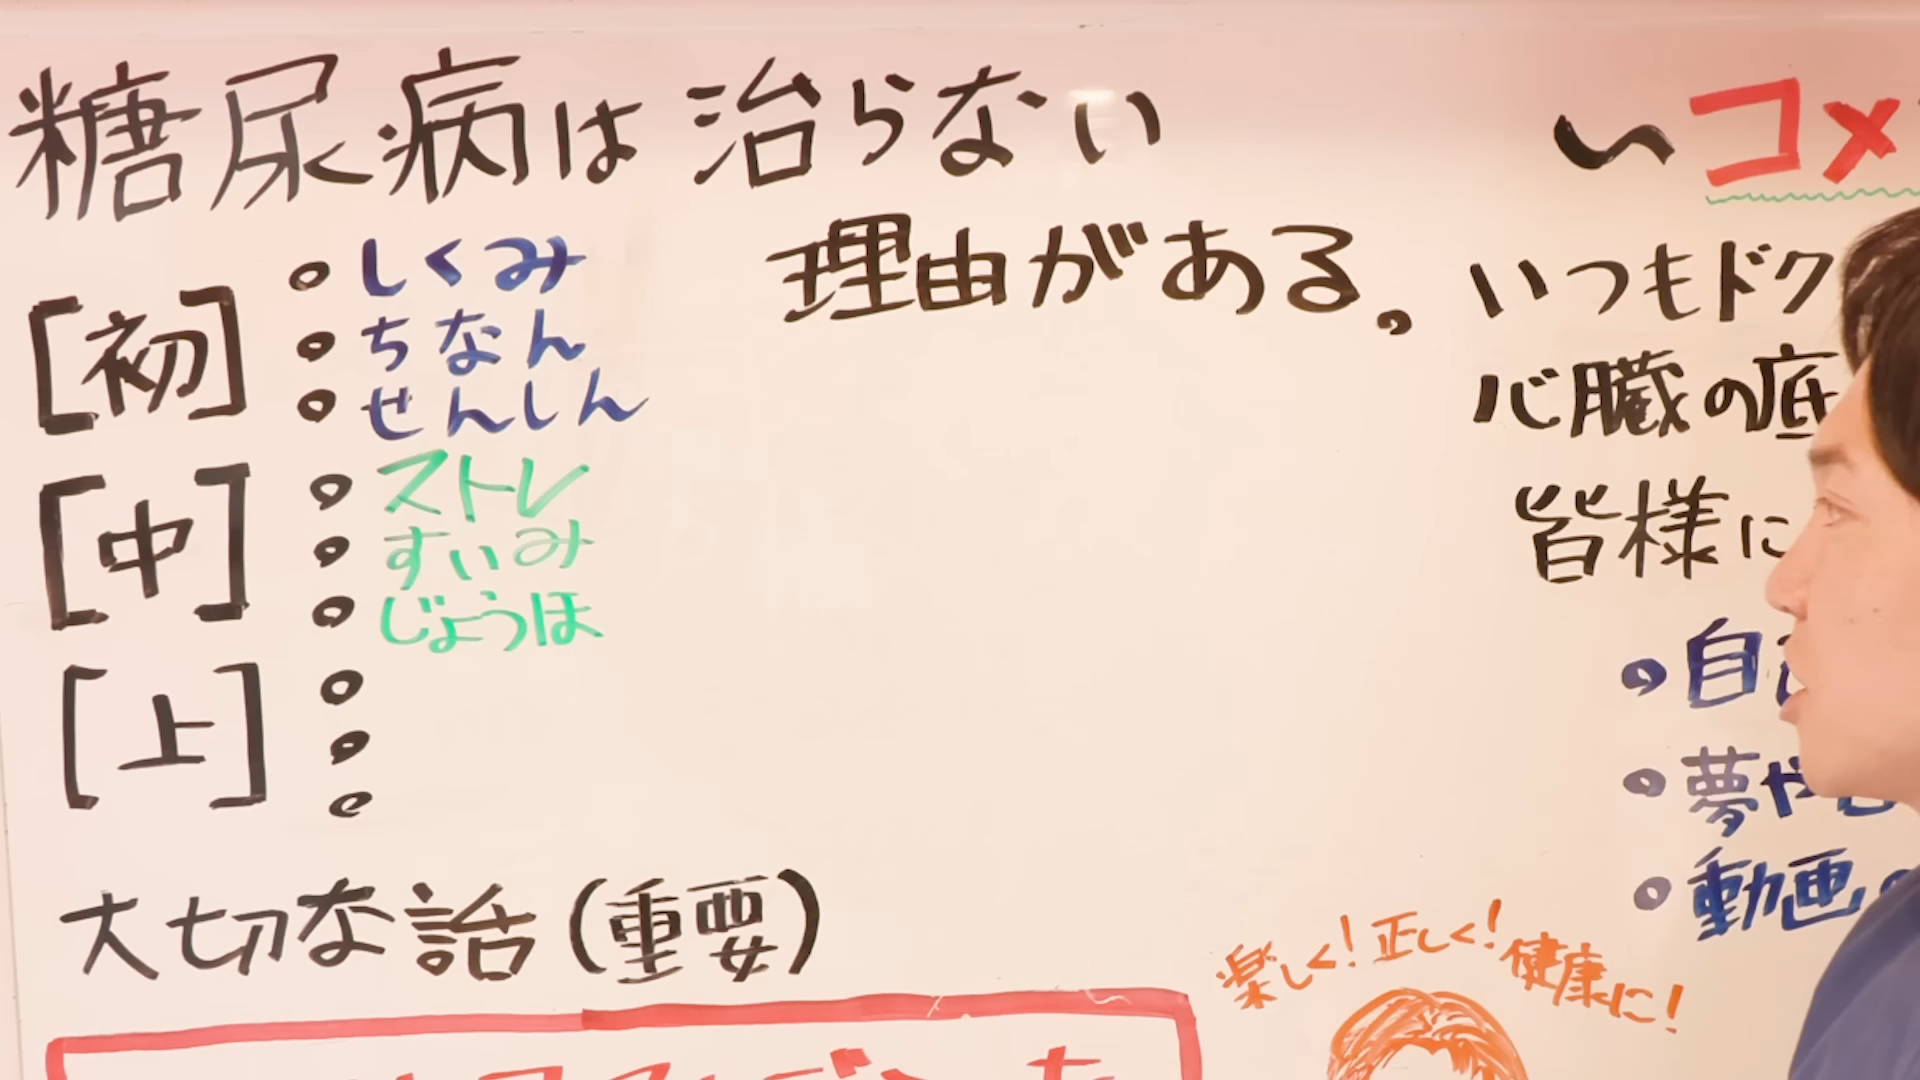 糖尿病は治らない
理由がある。
[初]
。しくみ
。ちなん
。せんしん
[中]
。ストレ
。すいみ
。じょうほ
[上]
大切な話(重要)
い コメ
いつもドク
心臓の底
皆様に
。自
。夢や
。動画
楽しく!正しく!健康に!